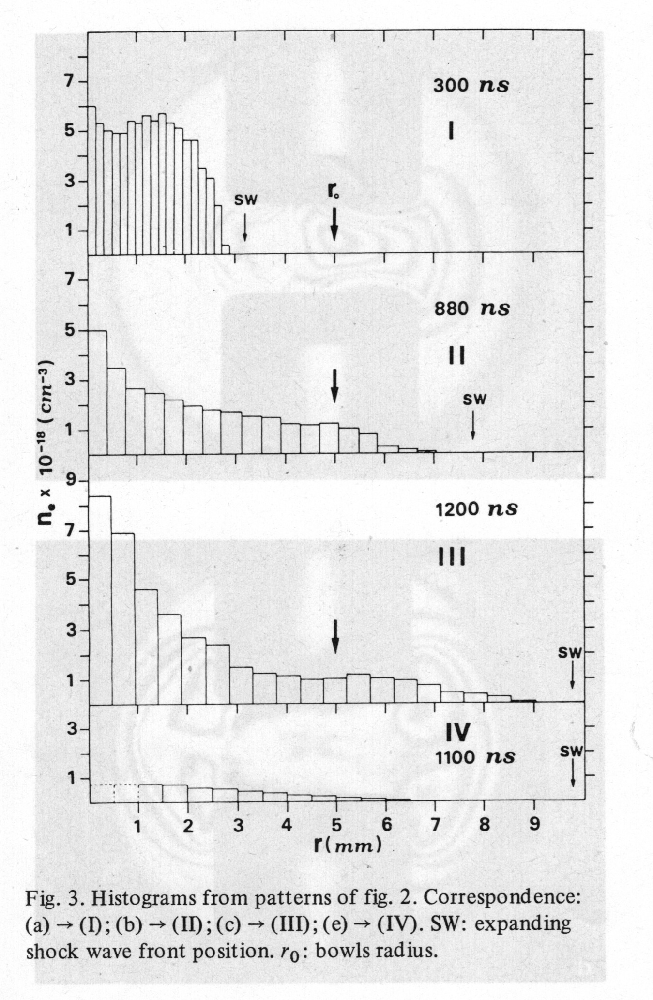 7
5
3
1
300 ns
I
SW
r₀
7
5
3
1
880 ns
II
SW
nₑ x 10⁻¹⁸ (cm⁻³)
9
7
5
3
1
1200 ns
III
SW
3
1
IV
1100 ns
SW
1 2 3 4 5 6 7 8 9
r(mm)
Fig. 3. Histograms from patterns of fig. 2. Correspondence:
(a) → (I); (b) → (II); (c) → (III); (e) → (IV). SW: expanding
shock wave front position. r₀: bowls radius.